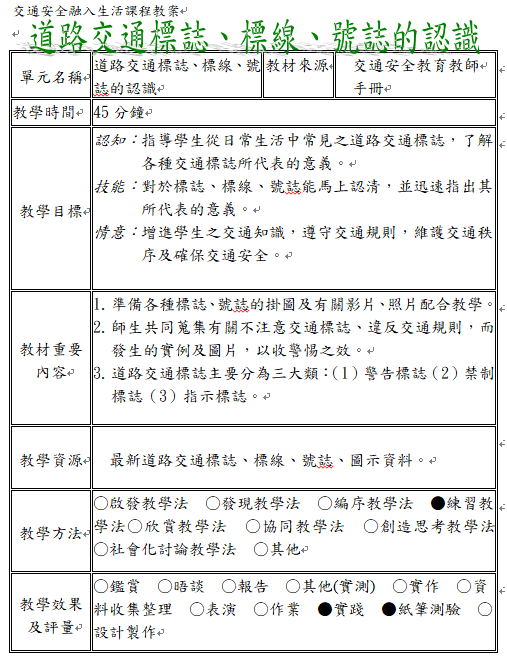 交通安全融入生活課程教案
道路交通標誌、標線、號誌的認識
單元名稱
道路交通標誌、標線、號
誌的認識
教材來源
交通安全教育教師
手冊
教學時間
45 分鐘
教學目標
認知：指導學生從日常生活中常見之道路交通標誌，了解
各種交通標誌所代表的意義。
技能：對於標誌、標線、號誌能馬上認清，並迅速指出其
所代表的意義。
情意：增進學生之交通知識，遵守交通規則，維護交通秩
序及確保交通安全。
教材重要
內容
1. 準備各種標誌、號誌的掛圖及有關影片、照片配合教學。
2. 師生共同蒐集有關不注意交通標誌、違反交通規則，而
發生的實例及圖片，以收警惕之效。
3. 道路交通標誌主要分為三大類：（1）警告標誌（2）禁制
標誌（3）指示標誌。
教學資源
最新道路交通標誌、標線、號誌、圖示資料。
教學方法
○啟發教學法 ○發現教學法 ○編序教學法 ●練習教
學法○欣賞教學法 ○協同教學法 ○創造思考教學法
○社會化討論教學法 ○其他
教學效果
及評量
○鑑賞 ○晤談 ○報告 ○其他(實測) ○實作 ○資
料收集整理 ○表演 ○作業 ●實踐 ●紙筆測驗 ○
設計製作